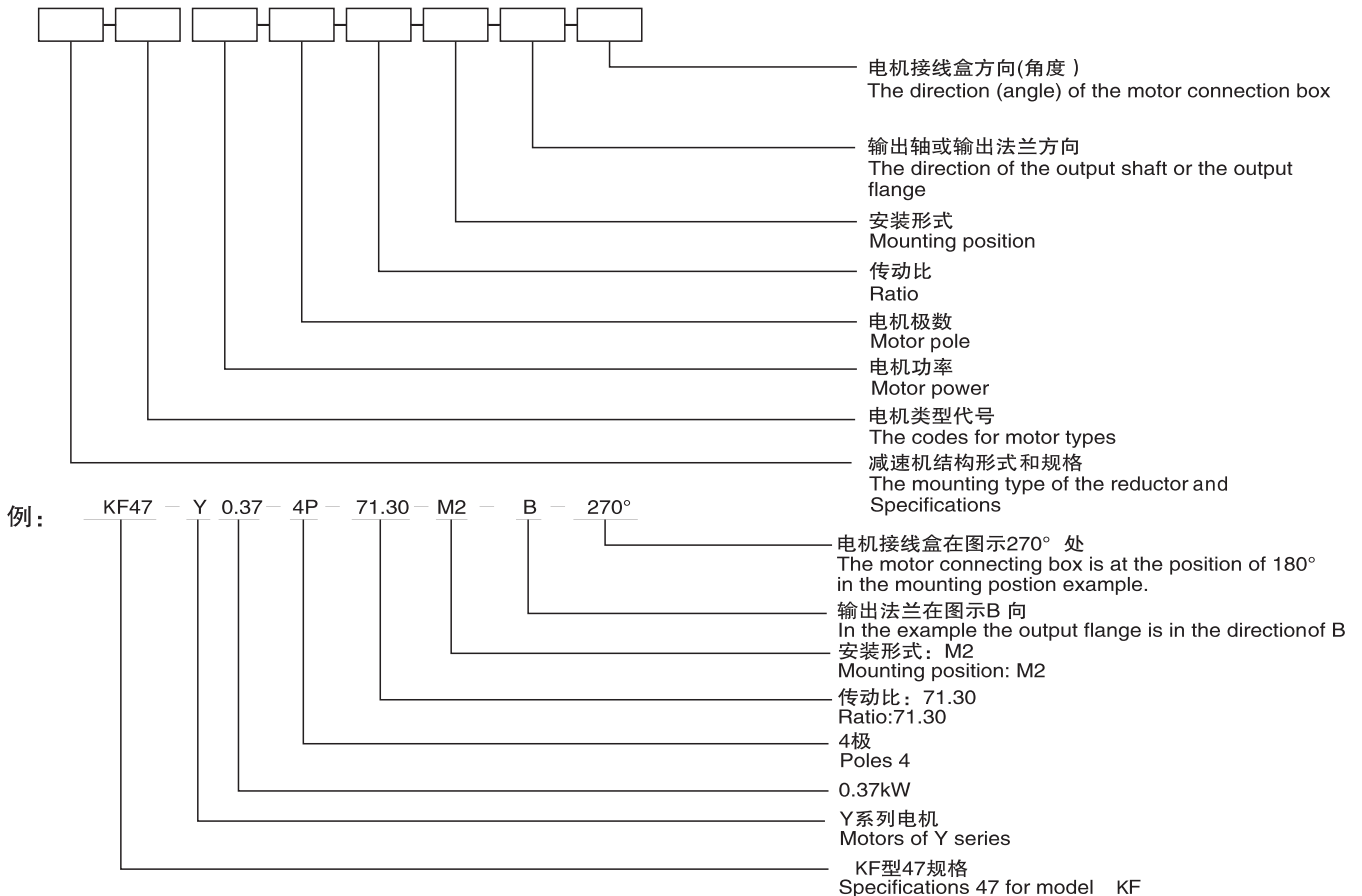 电机接线盒方向(角度 )
The direction (angle) of the motor connection box
输出轴或输出法兰方向
The direction of the output shaft or the output
flange
安装形式
Mounting position
传动比
Ratio
电机极数
Motor pole
电机功率
Motor power
电机类型代号
The codes for motor types
减速机结构形式和规格
The mounting type of the reductor and
Specifications
例: KF47 - Y 0.37 - 4P - 71.30 - M2 - B - 270°
电机接线盒在图示270° 处
The motor connecting box is at the position of 180°
in the mounting postion example.
输出法兰在图示B 向
In the example the output flange is in the directionof B
安装形式: M2
Mounting position: M2
传动比: 71.30
Ratio:71.30
4极
Poles 4
0.37kW
Y系列电机
Motors of Y series
KF型47规格
Specifications 47 for model KF